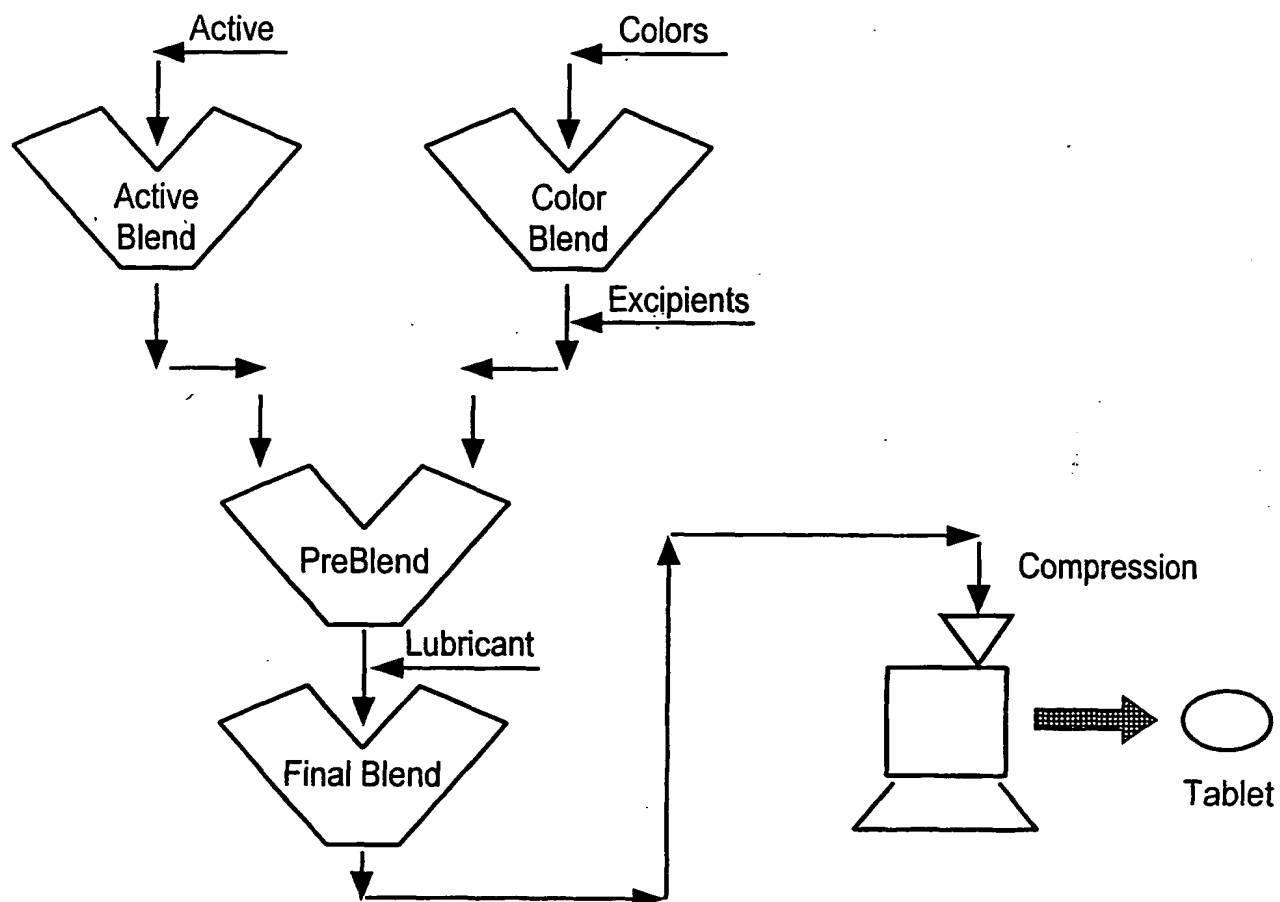 Active
Colors
Active
Blend
Color
Blend
Excipients
PreBlend
Compression
Lubricant
Final Blend
Tablet